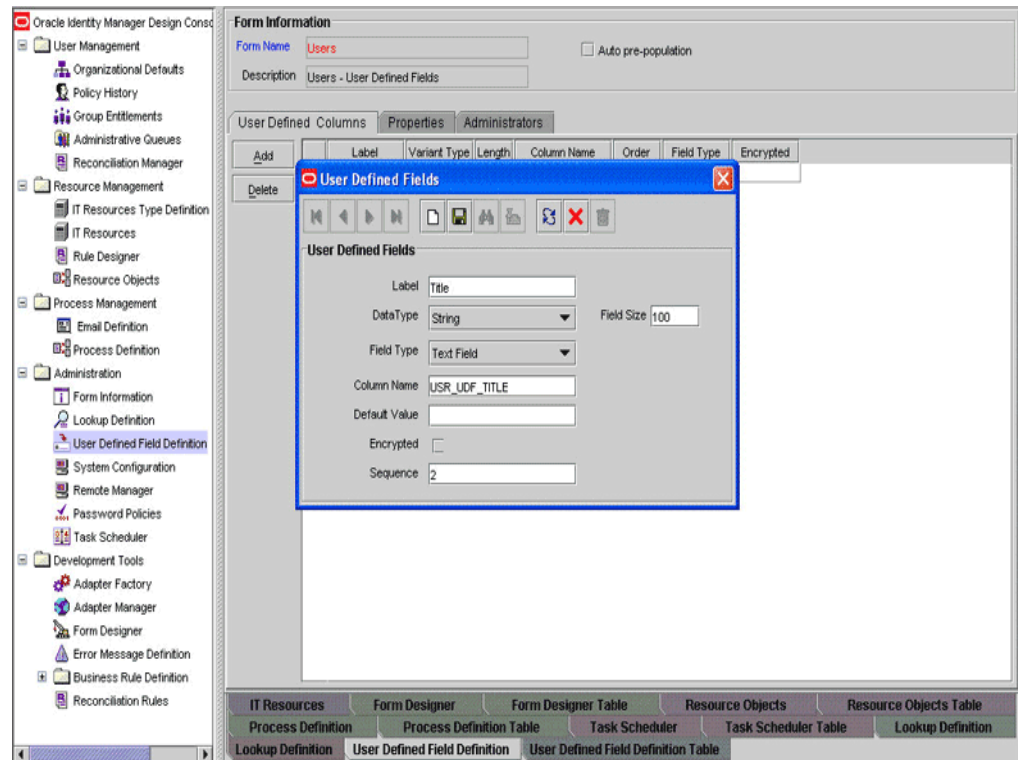 Oracle Identity Manager Design Consc
User Management
Organizational Defaults
Policy History
Group Entitlements
Administrative Queues
Reconciliation Manager
Resource Management
IT Resources Type Definition
IT Resources
Rule Designer
Resource Objects
Process Management
Email Definition
Process Definition
Administration
Form Information
Lookup Definition
User Defined Field Definition
System Configuration
Remote Manager
Password Policies
Task Scheduler
Development Tools
Adapter Factory
Adapter Manager
Form Designer
Error Message Definition
Business Rule Definition
Reconciliation Rules
Form Information
Form Name Users Auto pre-population
Description Users - User Defined Fields
User Defined Columns Properties Administrators
Add Label Variant Type Length Column Name Order Field Type Encrypted
Delete
User Defined Fields
User Defined Fields
Label Title
DataType String Field Size 100
Field Type Text Field
Column Name USR_UDF_TITLE
Default Value
Encrypted
Sequence 2
IT Resources Form Designer Form Designer Table Resource Objects Resource Objects Table
Process Definition Process Definition Table Task Scheduler Task Scheduler Table Lookup Definition
Lookup Definition User Defined Field Definition User Defined Field Definition Table